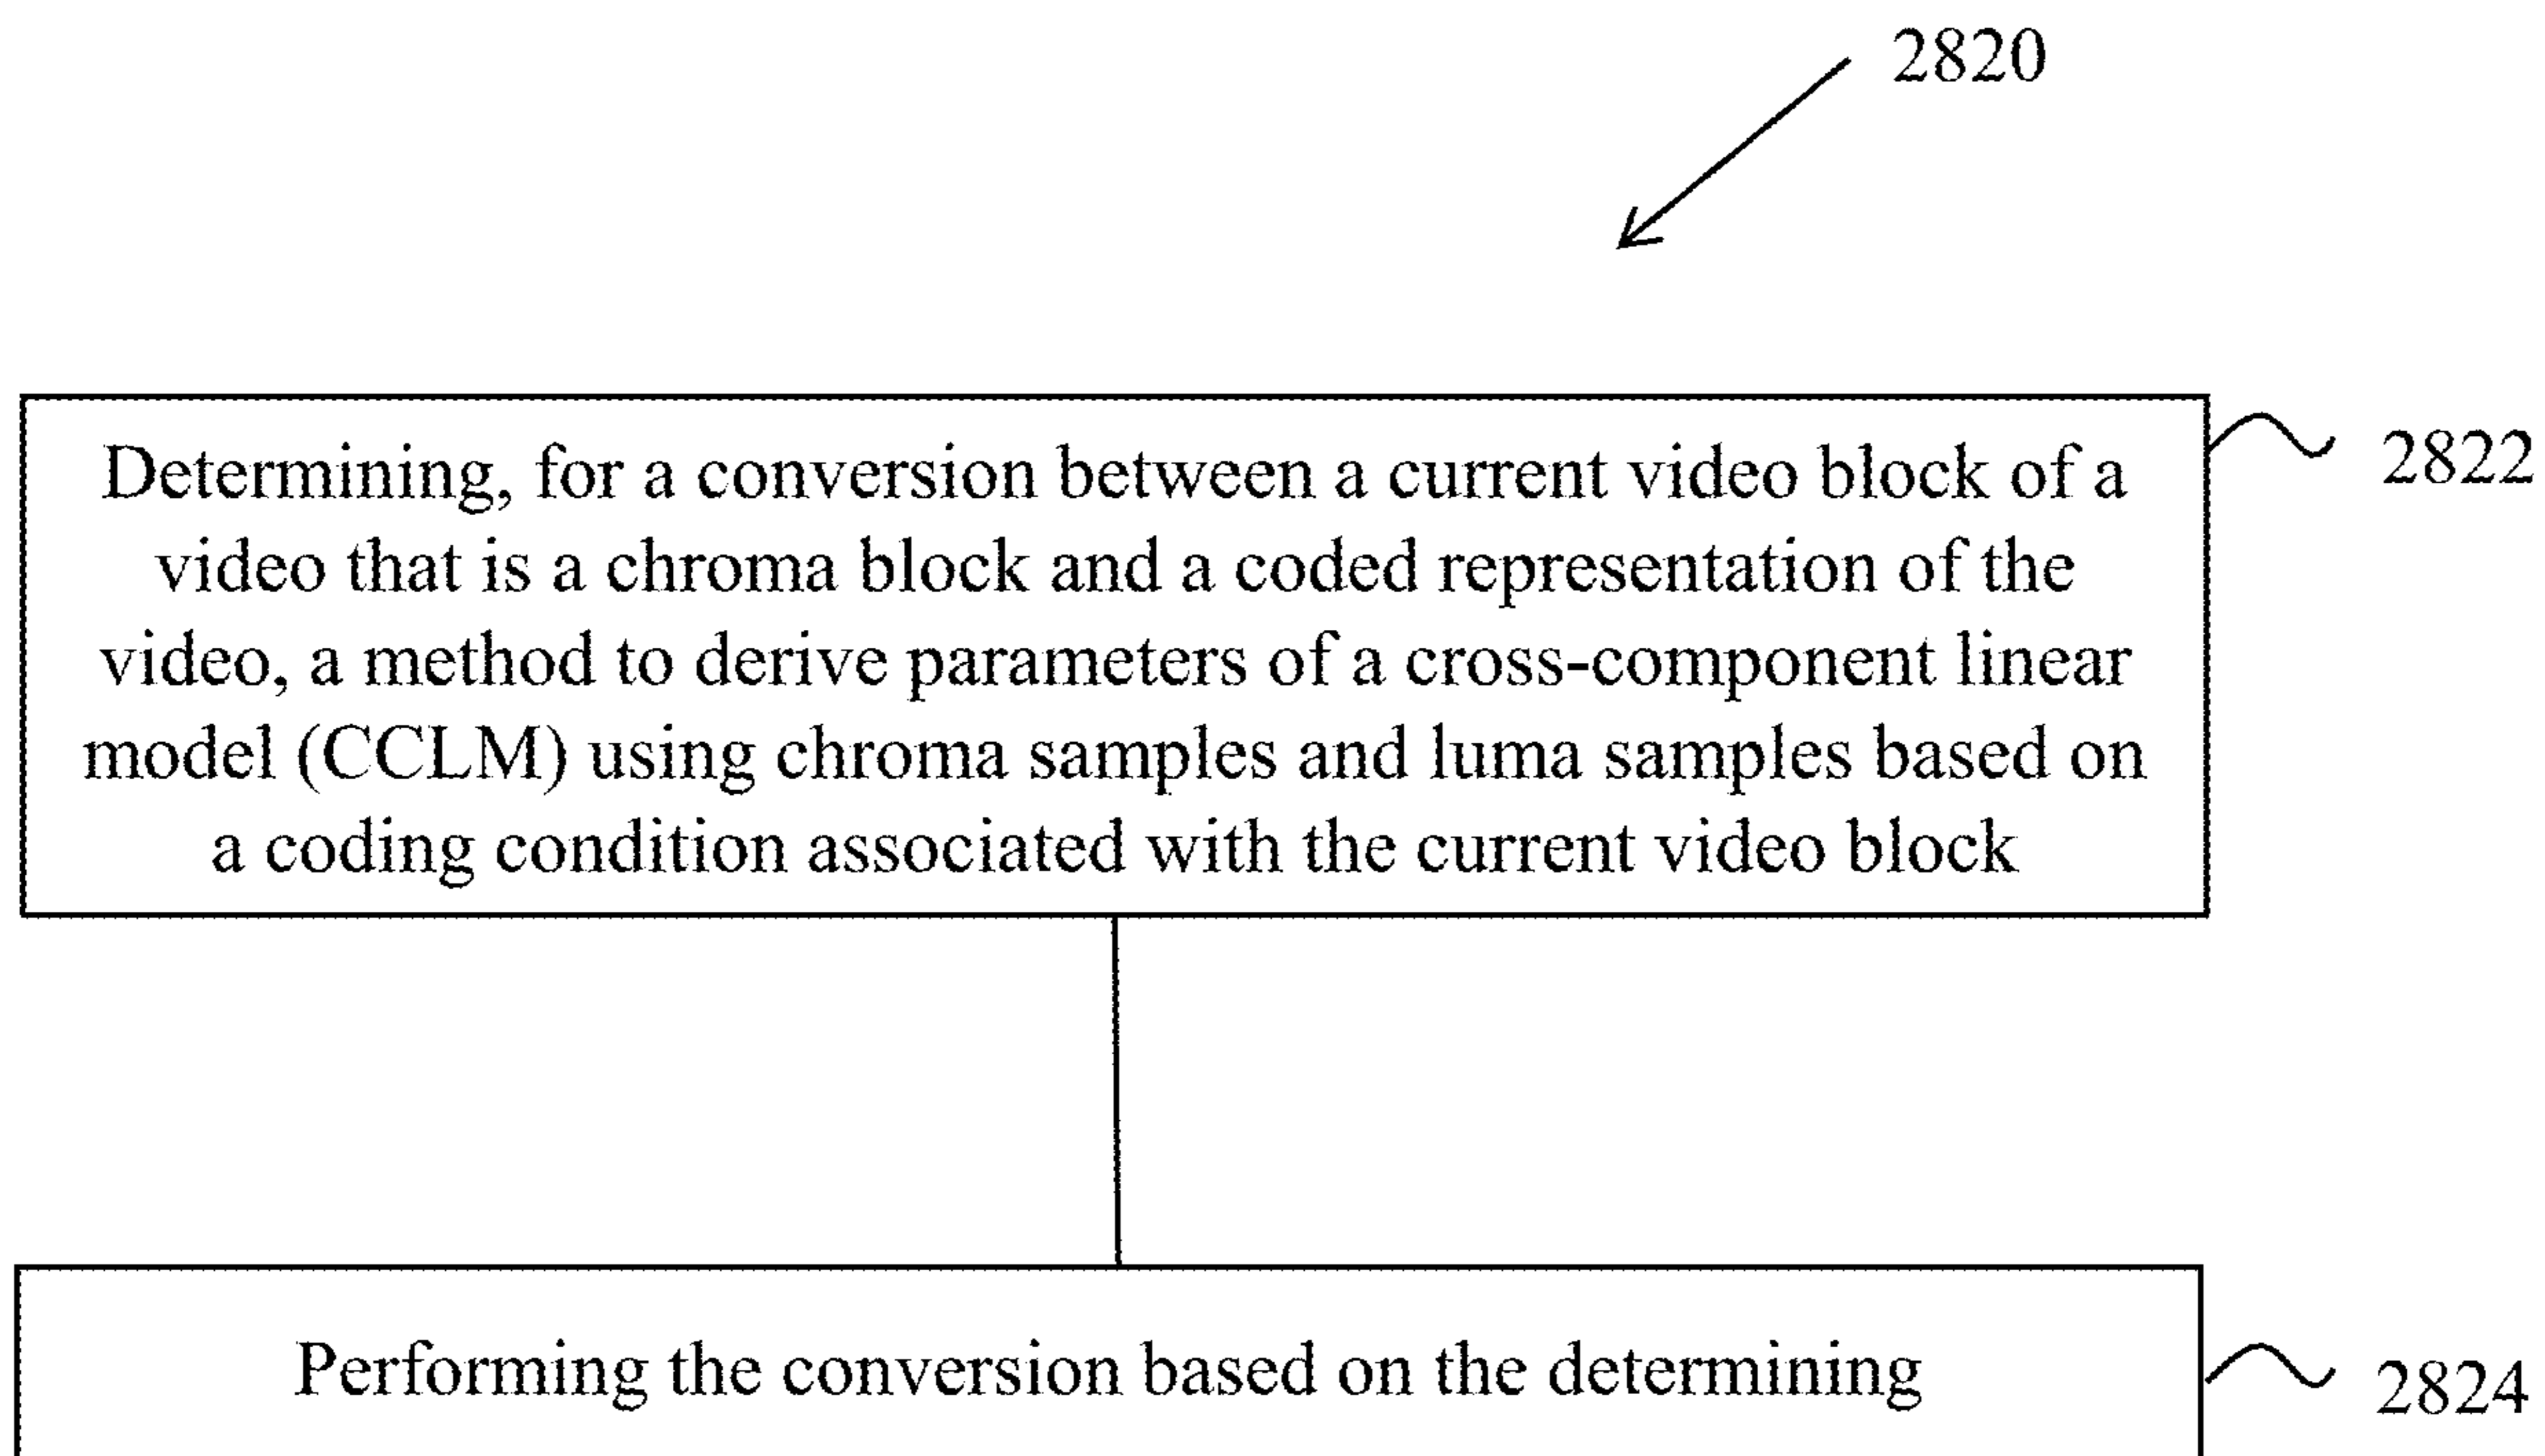 2820
Determining, for a conversion between a current video block of a
video that is a chroma block and a coded representation of the
video, a method to derive parameters of a cross-component linear
model (CCLM) using chroma samples and luma samples based on
a coding condition associated with the current video block
2822
Performing the conversion based on the determining
2824